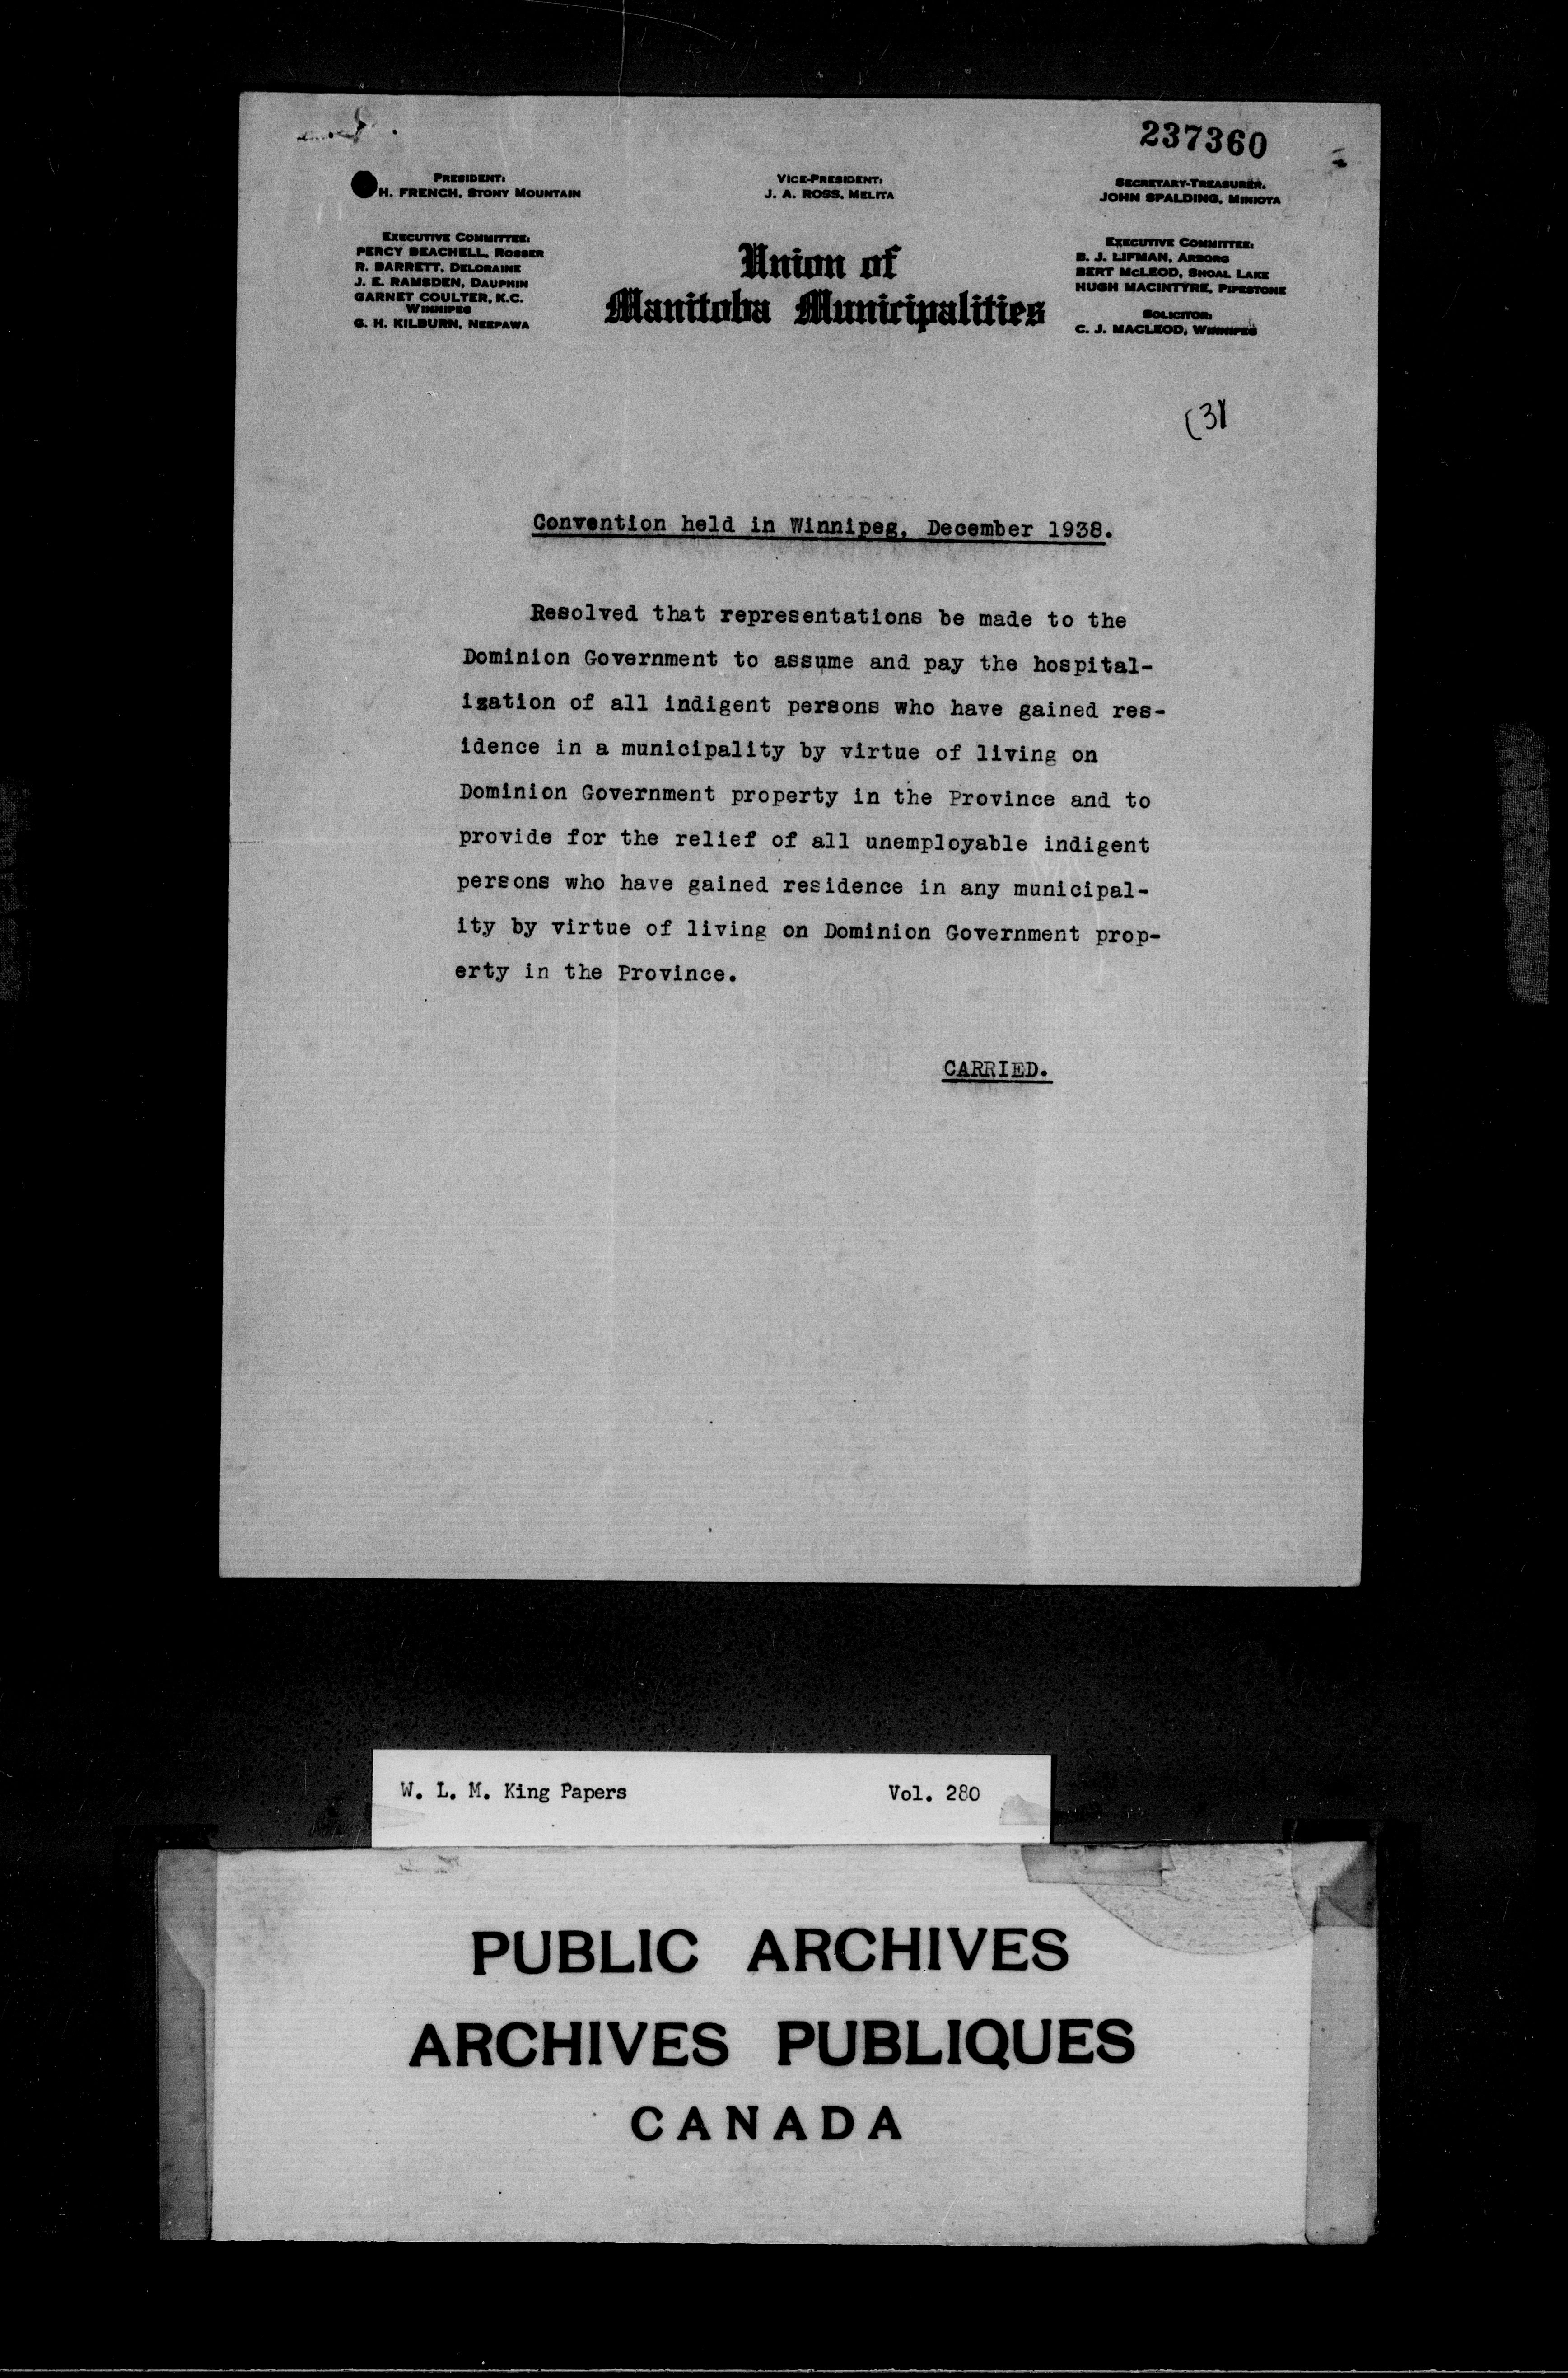 237360
PRESIDENT:
H. FRENCH, STONY MOUNTAIN
VICE-PRESIDENT:
J. A. ROSS, MELITA
SECRETARY-TREASURER.
JOHN SPALDING, MINIOTA
EXECUTIVE COMMITTEE:
PERCY BEACHELL, ROSSER
R. BARRETT, DELORAINE
J. E. RAMSDEN, DAUPHIN
GARNET COULTER, K.C.
WINNIPEG
G. H. KILBURN, NEEPAWA
Union of
Manitoba Municipalities
EXECUTIVE COMMITTEE:
B. J. LIFMAN, ARBORG
BERT McLEOD, SHOAL LAKE
HUGH MACINTYRE, PIPESTONE
SOLICITOR:
C. J. MACLEOD, WINNIPEG
(3)
Convention held in Winnipeg, December 1938.
Resolved that representations be made to the
Dominion Government to assume and pay the hospital-
ization of all indigent persons who have gained res-
idence in a municipality by virtue of living on
Dominion Government property in the Province and to
provide for the relief of all unemployable indigent
persons who have gained residence in any municipal-
ity by virtue of living on Dominion Government prop-
erty in the Province.
CARRIED.
W. L. M. King Papers Vol. 280
PUBLIC ARCHIVES
ARCHIVES PUBLIQUES
CANADA